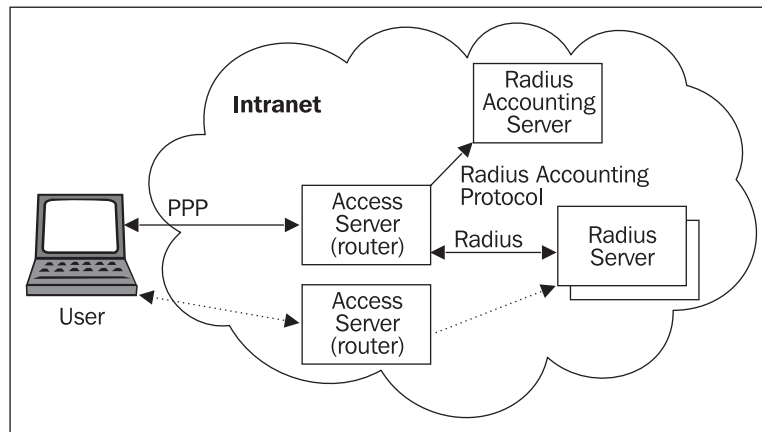 Radius
Accounting
Server
Intranet
Radius Accounting
Protocol
PPP
Access
Server
(router)
Radius
Radius
Server
User
Access
Server
(router)